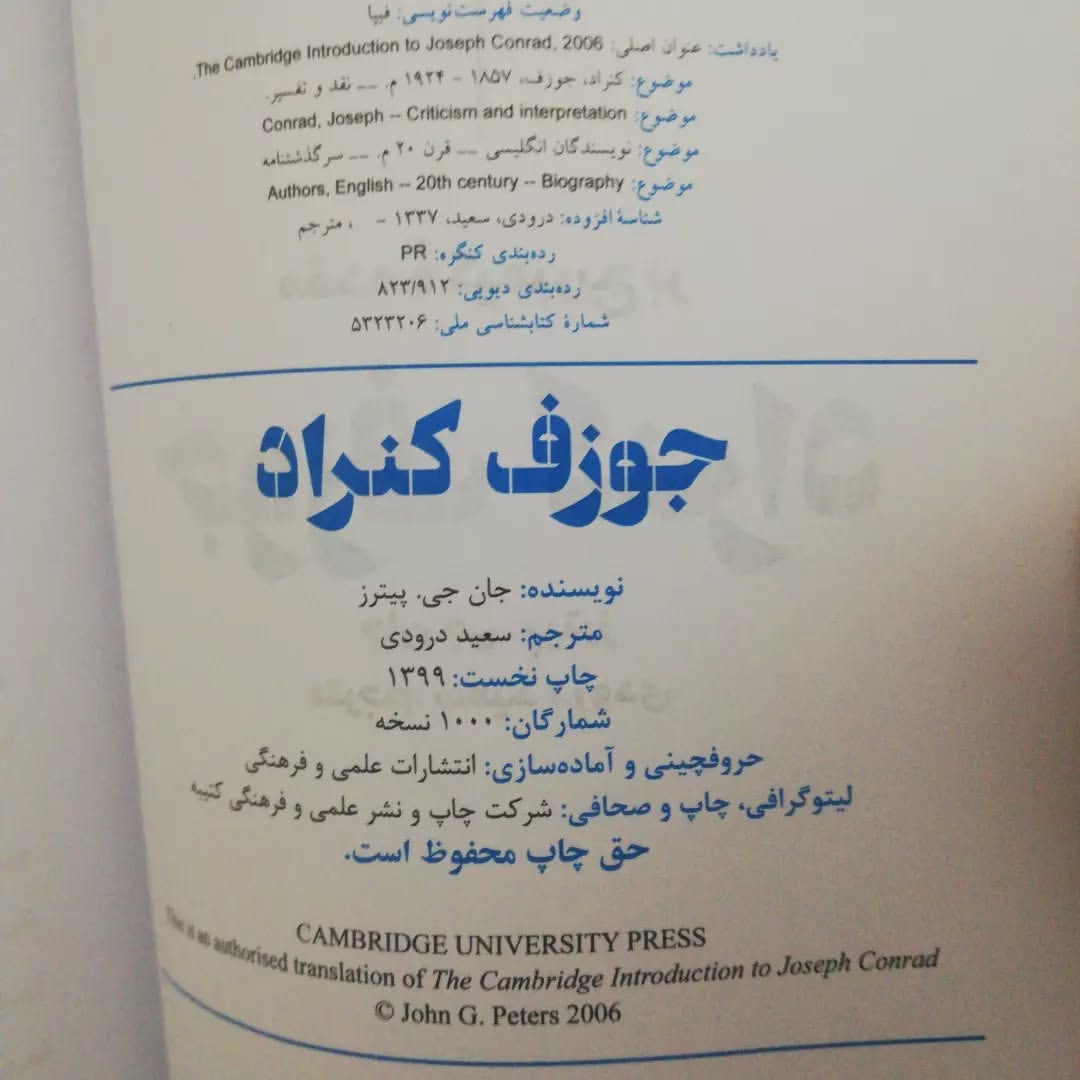 وضعیت فهرست‌نویسی: فیپا
یادداشت: عنوان اصلی: The Cambridge Introduction to Joseph Conrad, 2006.
موضوع: کنراد، جوزف، ۱۸۵۷ - ۱۹۲۴ م. -- نقد و تفسیر.
موضوع: Conrad, Joseph -- Criticism and interpretation
موضوع: نویسندگان انگلیسی -- قرن ۲۰ م. -- سرگذشتنامه
موضوع: Authors, English -- 20th century -- Biography
شناسهٔ افزوده: درودی، سعید، ۱۳۳۷ - ، مترجم
رده‌بندی کنگره: PR
رده‌بندی دیویی: ۸۲۳/۹۱۲
شمارهٔ کتابشناسی ملی: ۵۳۲۳۲۰۶
جوزف کنراد
نویسنده: جان جی. پیترز
مترجم: سعید درودی
چاپ نخست: ۱۳۹۹
شمارگان: ۱۰۰۰ نسخه
حروفچینی و آماده‌سازی: انتشارات علمی و فرهنگی
لیتوگرافی، چاپ و صحافی: شرکت چاپ و نشر علمی و فرهنگی کتیبه
حق چاپ محفوظ است.
CAMBRIDGE UNIVERSITY PRESS
This is an authorised translation of The Cambridge Introduction to Joseph Conrad
© John G. Peters 2006